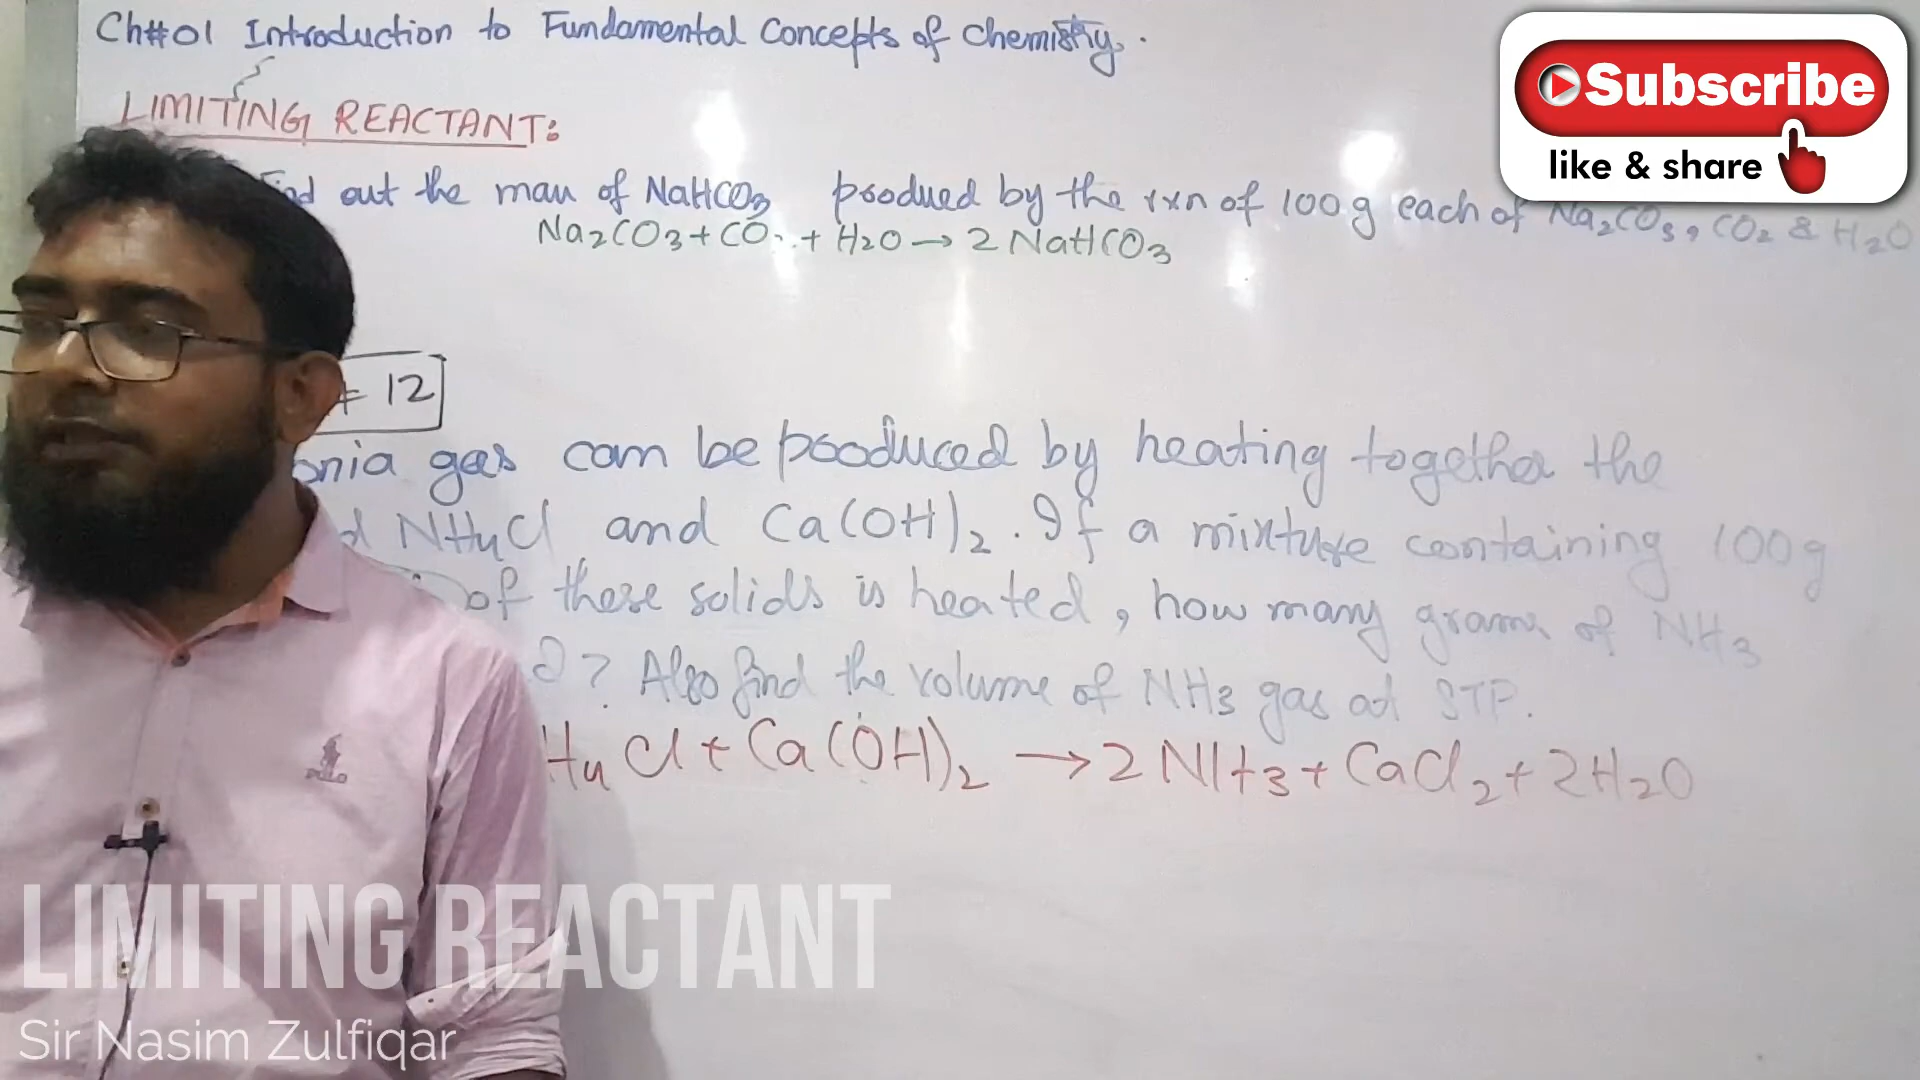 Ch#01 Introduction to Fundamental Concepts of Chemistry.
LIMITING REACTANT:
Find out the mass of NaHCO3 produed by the rxn of 100g each of Na2CO3, CO2 & H2O
Na2CO3 + CO2 + H2O → 2 NaHCO3
= 12
onia gas can be produced by heating together the
d NH4Cl and Ca(OH)2. If a mixture containing 100g
of these solids is heated, how many grams of NH3
d? Also find the volume of NH3 gas at STP.
H4Cl + Ca(OH)2 → 2NH3 + CaCl2 + 2H2O
Subscribe
like & share
LIMITING REACTANT
Sir Nasim Zulfiqar